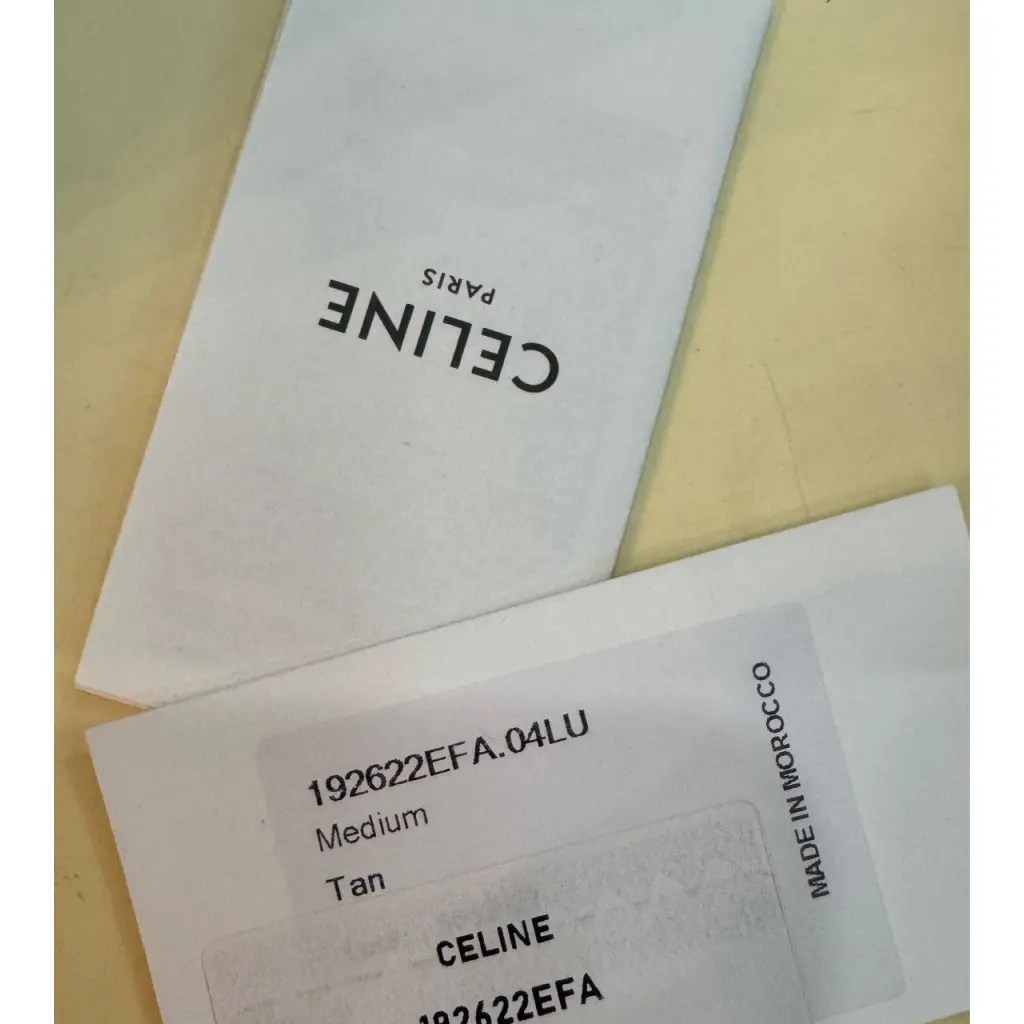 CELINE
PARIS
192622EFA.04LU
Medium
Tan
MADE IN MOROCCO
CELINE
192622EFA